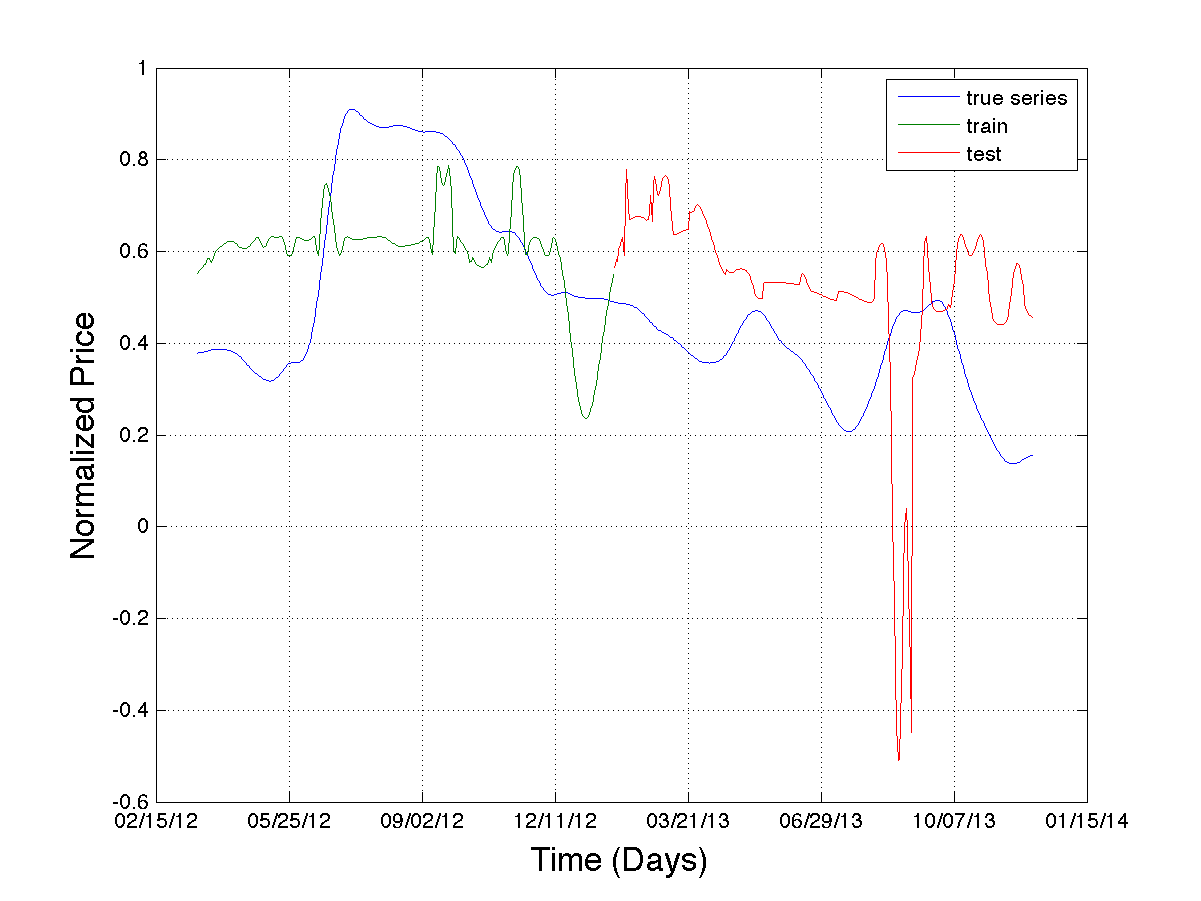 1
0.8
0.6
0.4
0.2
0
-0.2
-0.4
-0.6
Normalized Price
true series
train
test
02/15/12 05/25/12 09/02/12 12/11/12 03/21/13 06/29/13 10/07/13 01/15/14
Time (Days)